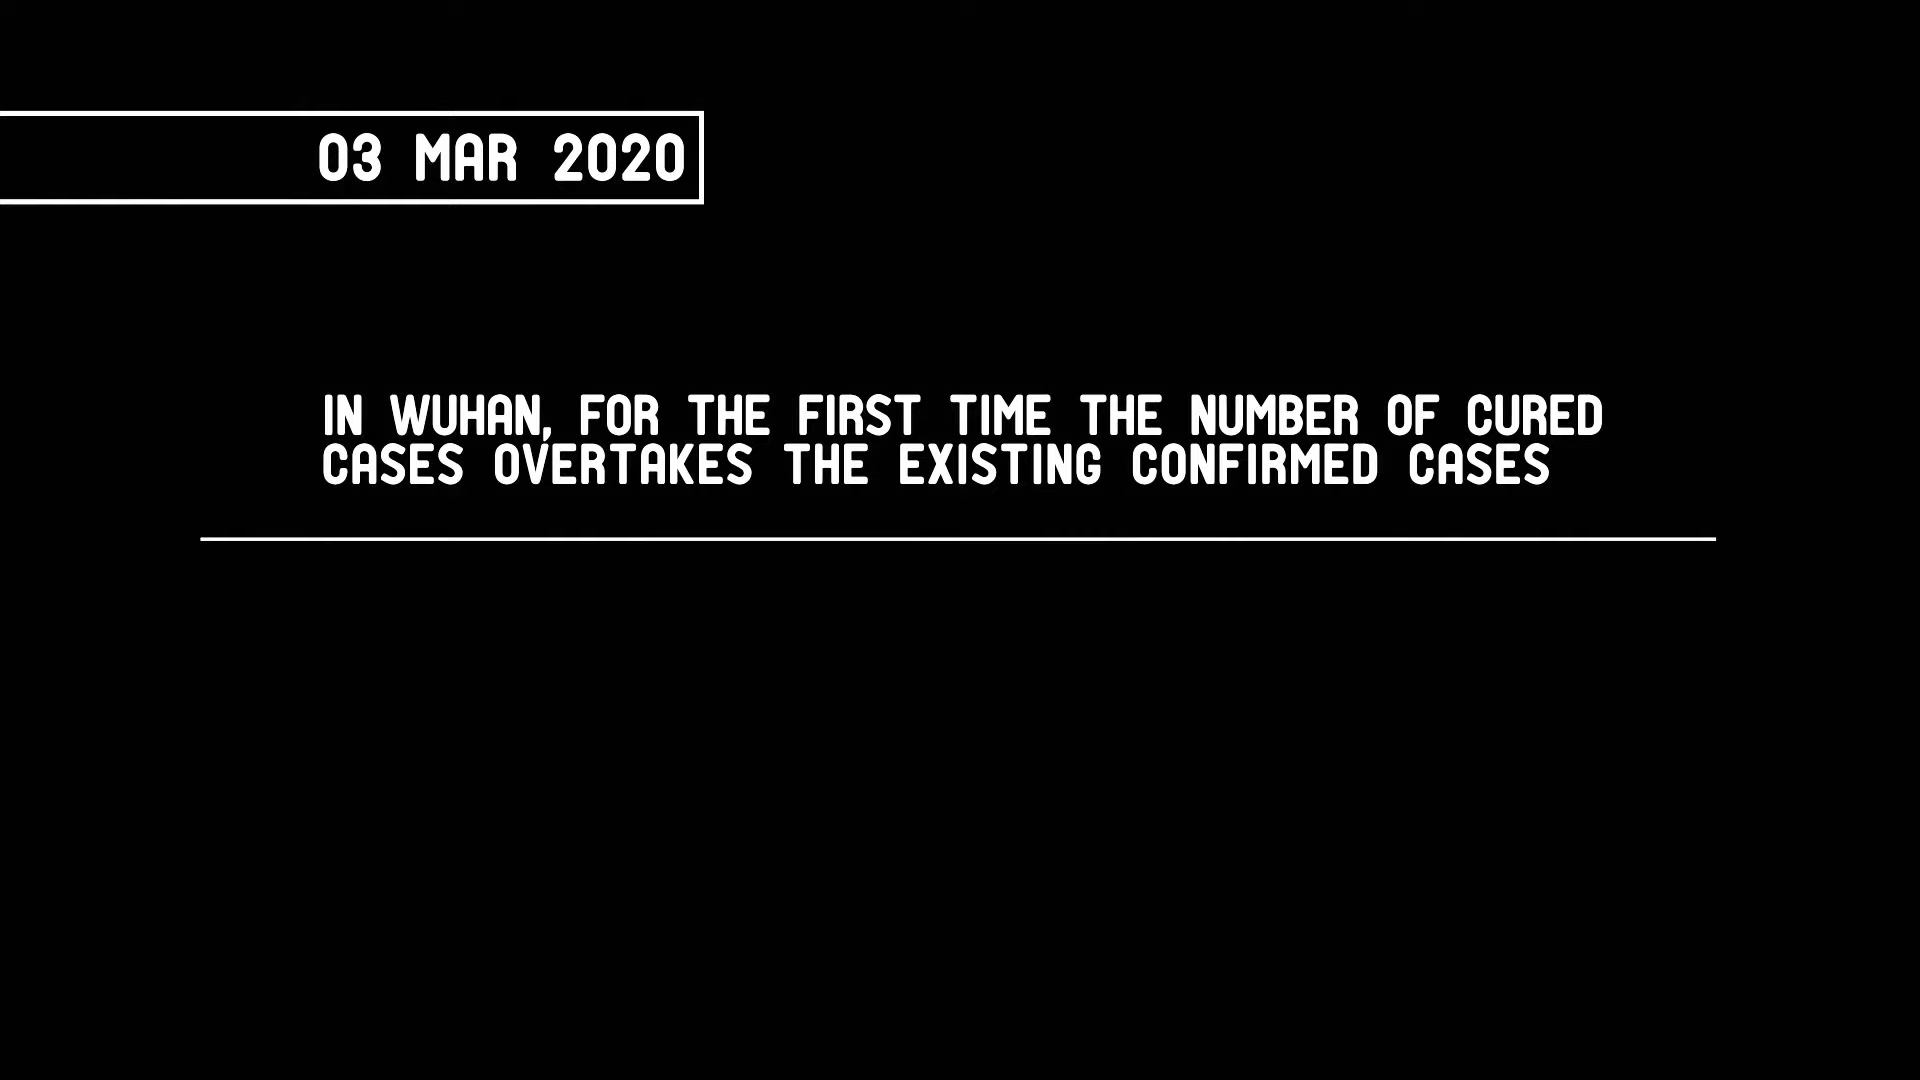 03 MAR 2020
IN WUHAN, FOR THE FIRST TIME THE NUMBER OF CURED
CASES OVERTAKES THE EXISTING CONFIRMED CASES